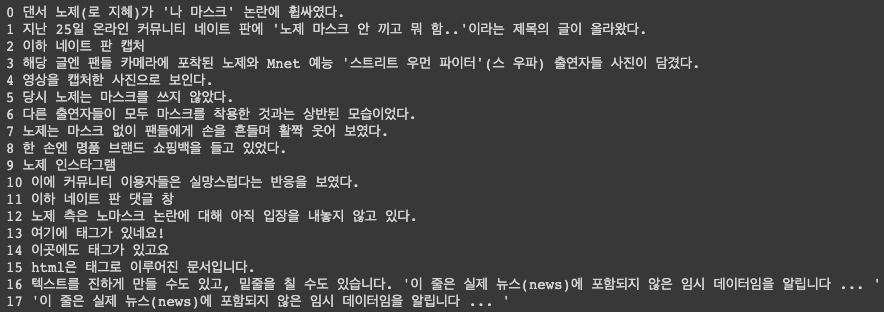 0 댄서 노제(로 지혜)가 '나 마스크' 논란에 휩싸였다.
1 지난 25일 온라인 커뮤니티 네이트 판에 '노제 마스크 안 끼고 뭐 함..'이라는 제목의 글이 올라왔다.
2 이하 네이트 판 캡처
3 해당 글엔 팬들 카메라에 포착된 노제와 Mnet 예능 '스트리트 우먼 파이터'(스 우파) 출연자들 사진이 담겼다.
4 영상을 캡처한 사진으로 보인다.
5 당시 노제는 마스크를 쓰지 않았다.
6 다른 출연자들이 모두 마스크를 착용한 것과는 상반된 모습이었다.
7 노제는 마스크 없이 팬들에게 손을 흔들며 활짝 웃어 보였다.
8 한 손엔 명품 브랜드 쇼핑백을 들고 있었다.
9 노제 인스타그램
10 이에 커뮤니티 이용자들은 실망스럽다는 반응을 보였다.
11 이하 네이트 판 댓글 창
12 노제 측은 노마스크 논란에 대해 아직 입장을 내놓지 않고 있다.
13 여기에 태그가 있네요!
14 이곳에도 태그가 있고요
15 html은 태그로 이루어진 문서입니다.
16 텍스트를 진하게 만들 수도 있고, 밑줄을 칠 수도 있습니다. '이 줄은 실제 뉴스(news)에 포함되지 않은 임시 데이터임을 알립니다 ... '
17 '이 줄은 실제 뉴스(news)에 포함되지 않은 임시 데이터임을 알립니다 ... '